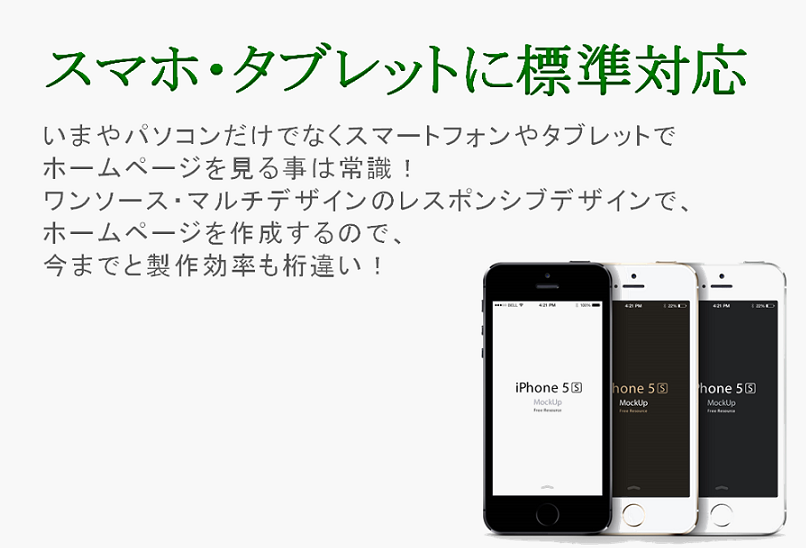 スマホ・タブレットに標準対応
いまやパソコンだけでなくスマートフォンやタブレットで
ホームページを見る事は常識！
ワンソース・マルチデザインのレスポンシブデザインで、
ホームページを作成するので、
今までと製作効率も桁違い！
BELL 4:21 PM 100%
4:21 PM 22%
4:21 PM 22%
iPhone 5 S
MockUp
Free Resource
hone 5 S
MockUp
Free Resource
Phone 5 S
MockUp
Free Resource